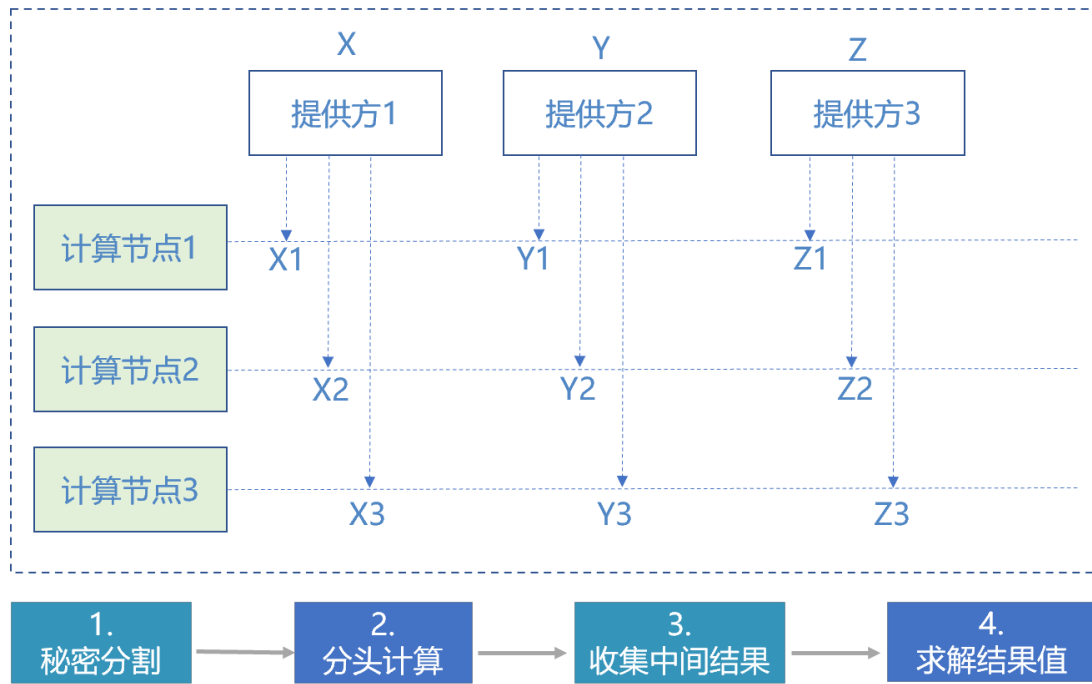 X
Y
Z
提供方1
提供方2
提供方3
计算节点1
X1
Y1
Z1
计算节点2
X2
Y2
Z2
计算节点3
X3
Y3
Z3
1.
秘密分割
2.
分头计算
3.
收集中间结果
4.
求解结果值